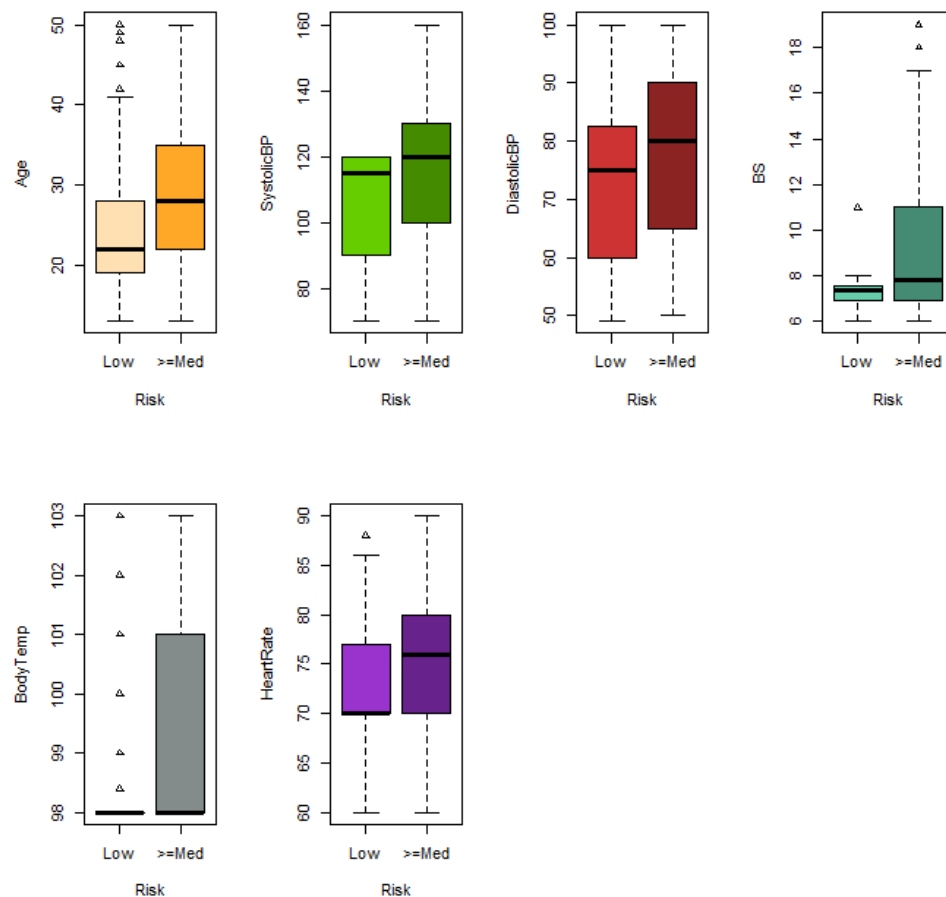 Age
50
40
30
20
Low
>=Med
Risk
SystolicBP
160
140
120
100
80
Low
>=Med
Risk
DiastolicBP
100
90
80
70
60
50
Low
>=Med
Risk
BS
18
16
14
12
10
8
6
Low
>=Med
Risk
BodyTemp
103
102
101
100
99
98
Low
>=Med
Risk
HeartRate
90
85
80
75
70
65
60
Low
>=Med
Risk